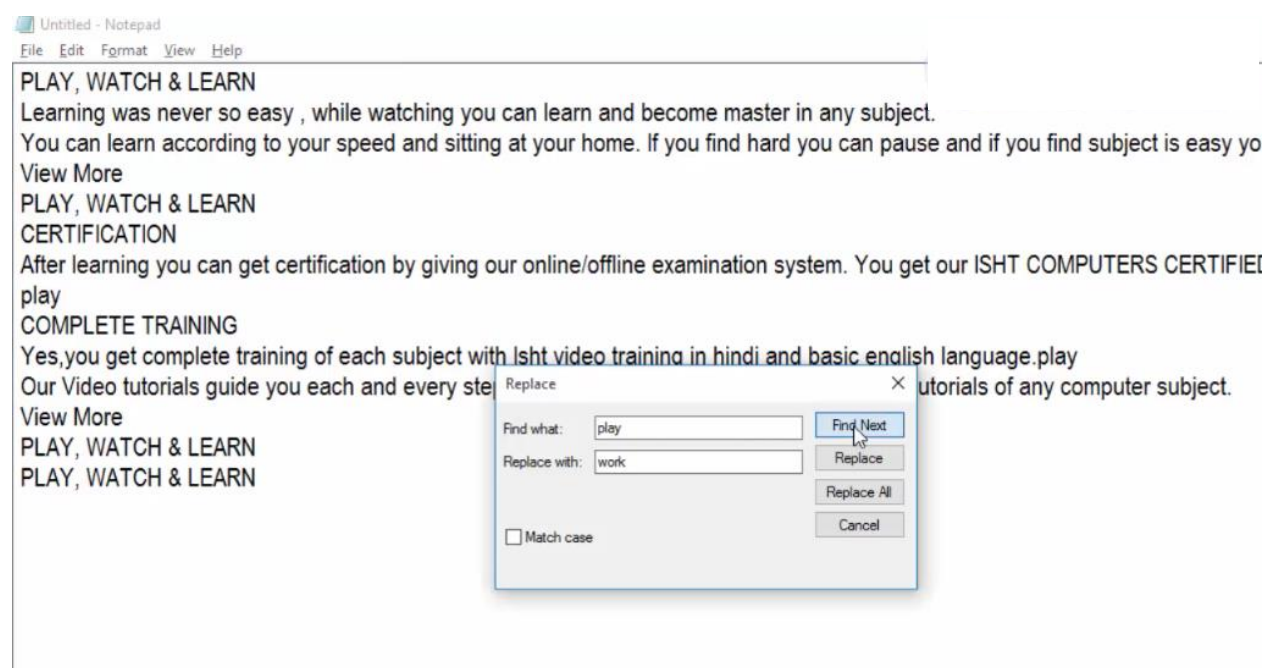 Untitled - Notepad
File Edit Format View Help
PLAY, WATCH & LEARN
Learning was never so easy , while watching you can learn and become master in any subject.
You can learn according to your speed and sitting at your home. If you find hard you can pause and if you find subject is easy yo
View More
PLAY, WATCH & LEARN
CERTIFICATION
After learning you can get certification by giving our online/offline examination system. You get our ISHT COMPUTERS CERTIFIED
play
COMPLETE TRAINING
Yes,you get complete training of each subject with Isht video training in hindi and basic english language.play
Our Video tutorials guide you each and every ste utorials of any computer subject.
View More
PLAY, WATCH & LEARN
PLAY, WATCH & LEARN
Replace
Find what: play Find Next
Replace with: work Replace
Replace All
Cancel
Match case